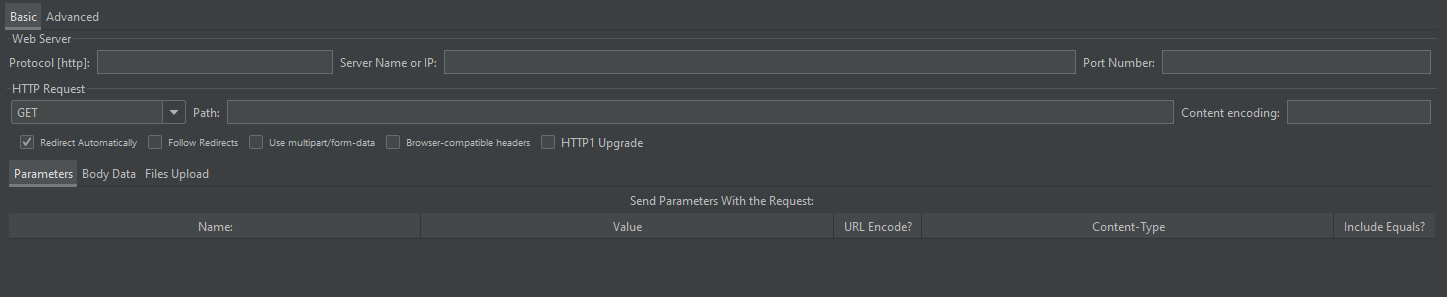 Basic Advanced
Web Server
Protocol [http]: Server Name or IP: Port Number:
HTTP Request
GET Path: Content encoding:
Redirect Automatically Follow Redirects Use multipart/form-data Browser-compatible headers HTTP1 Upgrade
Parameters Body Data Files Upload
Send Parameters With the Request:
Name: Value URL Encode? Content-Type Include Equals?